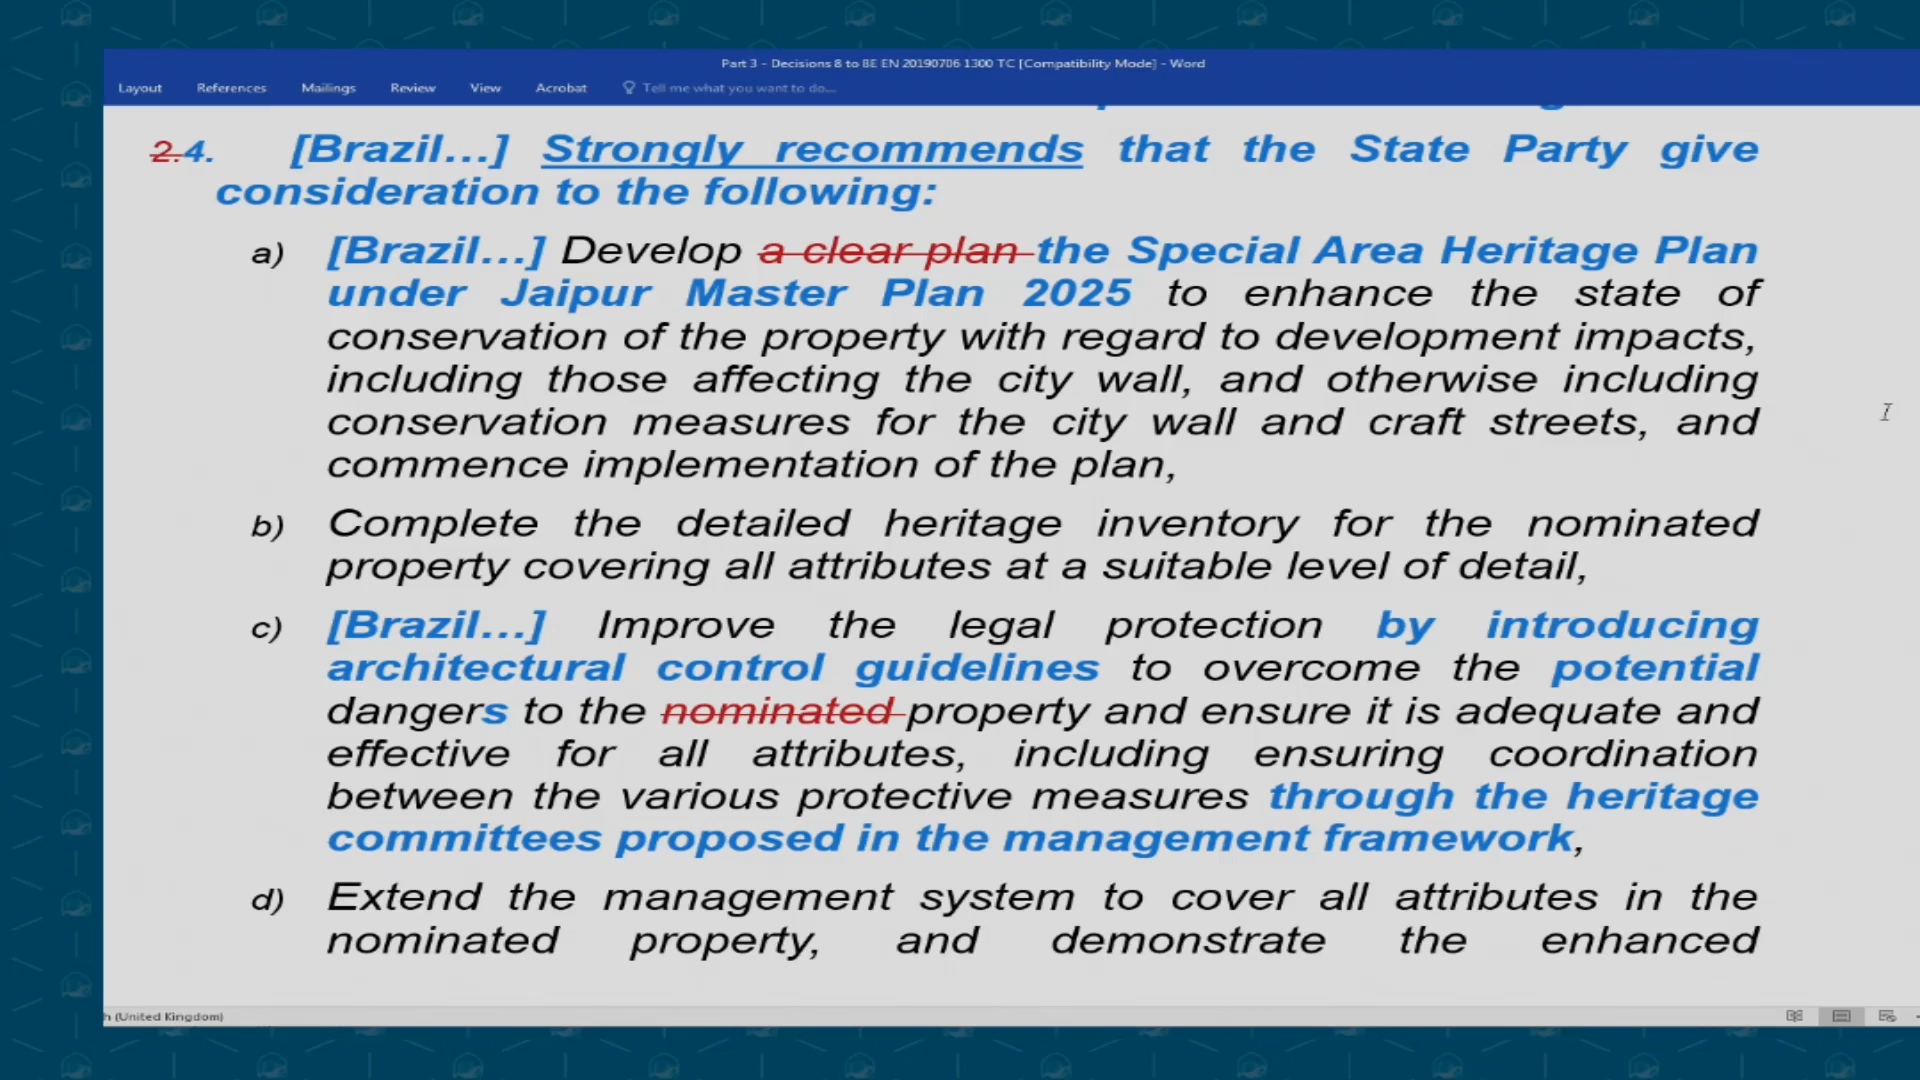 Part 3 - Decisions 8 to 8E EN 20190706 1300 TC [Compatibility Mode] - Word
Layout References Mailings Review View Acrobat Tell me what you want to do...
2.4. [Brazil...] Strongly recommends that the State Party give
consideration to the following:
a) [Brazil...] Develop a clear plan the Special Area Heritage Plan
under Jaipur Master Plan 2025 to enhance the state of
conservation of the property with regard to development impacts,
including those affecting the city wall, and otherwise including
conservation measures for the city wall and craft streets, and
commence implementation of the plan,
b) Complete the detailed heritage inventory for the nominated
property covering all attributes at a suitable level of detail,
c) [Brazil...] Improve the legal protection by introducing
architectural control guidelines to overcome the potential
dangers to the nominated property and ensure it is adequate and
effective for all attributes, including ensuring coordination
between the various protective measures through the heritage
committees proposed in the management framework,
d) Extend the management system to cover all attributes in the
nominated property, and demonstrate the enhanced
h (United Kingdom)